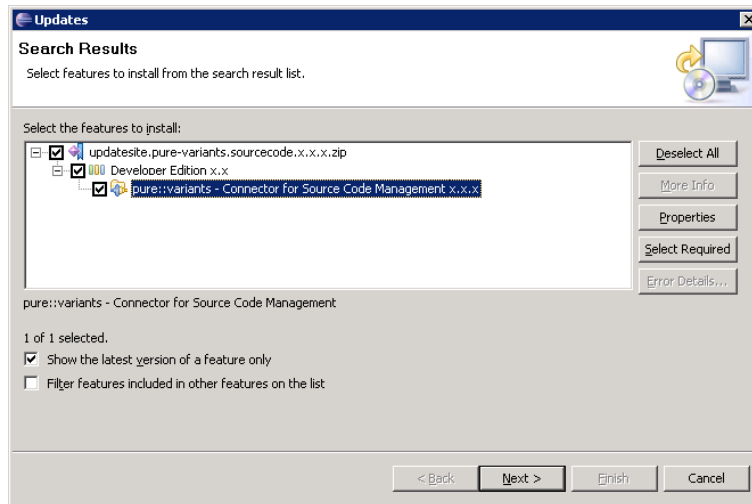 Updates
Search Results
Select features to install from the search result list.
Select the features to install:
updatesite.pure-variants.sourcecode.x.x.x.zip
Developer Edition x.x
pure::variants - Connector for Source Code Management x.x.x
Deselect All
More Info
Properties
Select Required
Error Details...
pure::variants - Connector for Source Code Management
1 of 1 selected.
Show the latest version of a feature only
Filter features included in other features on the list
< Back
Next >
Finish
Cancel